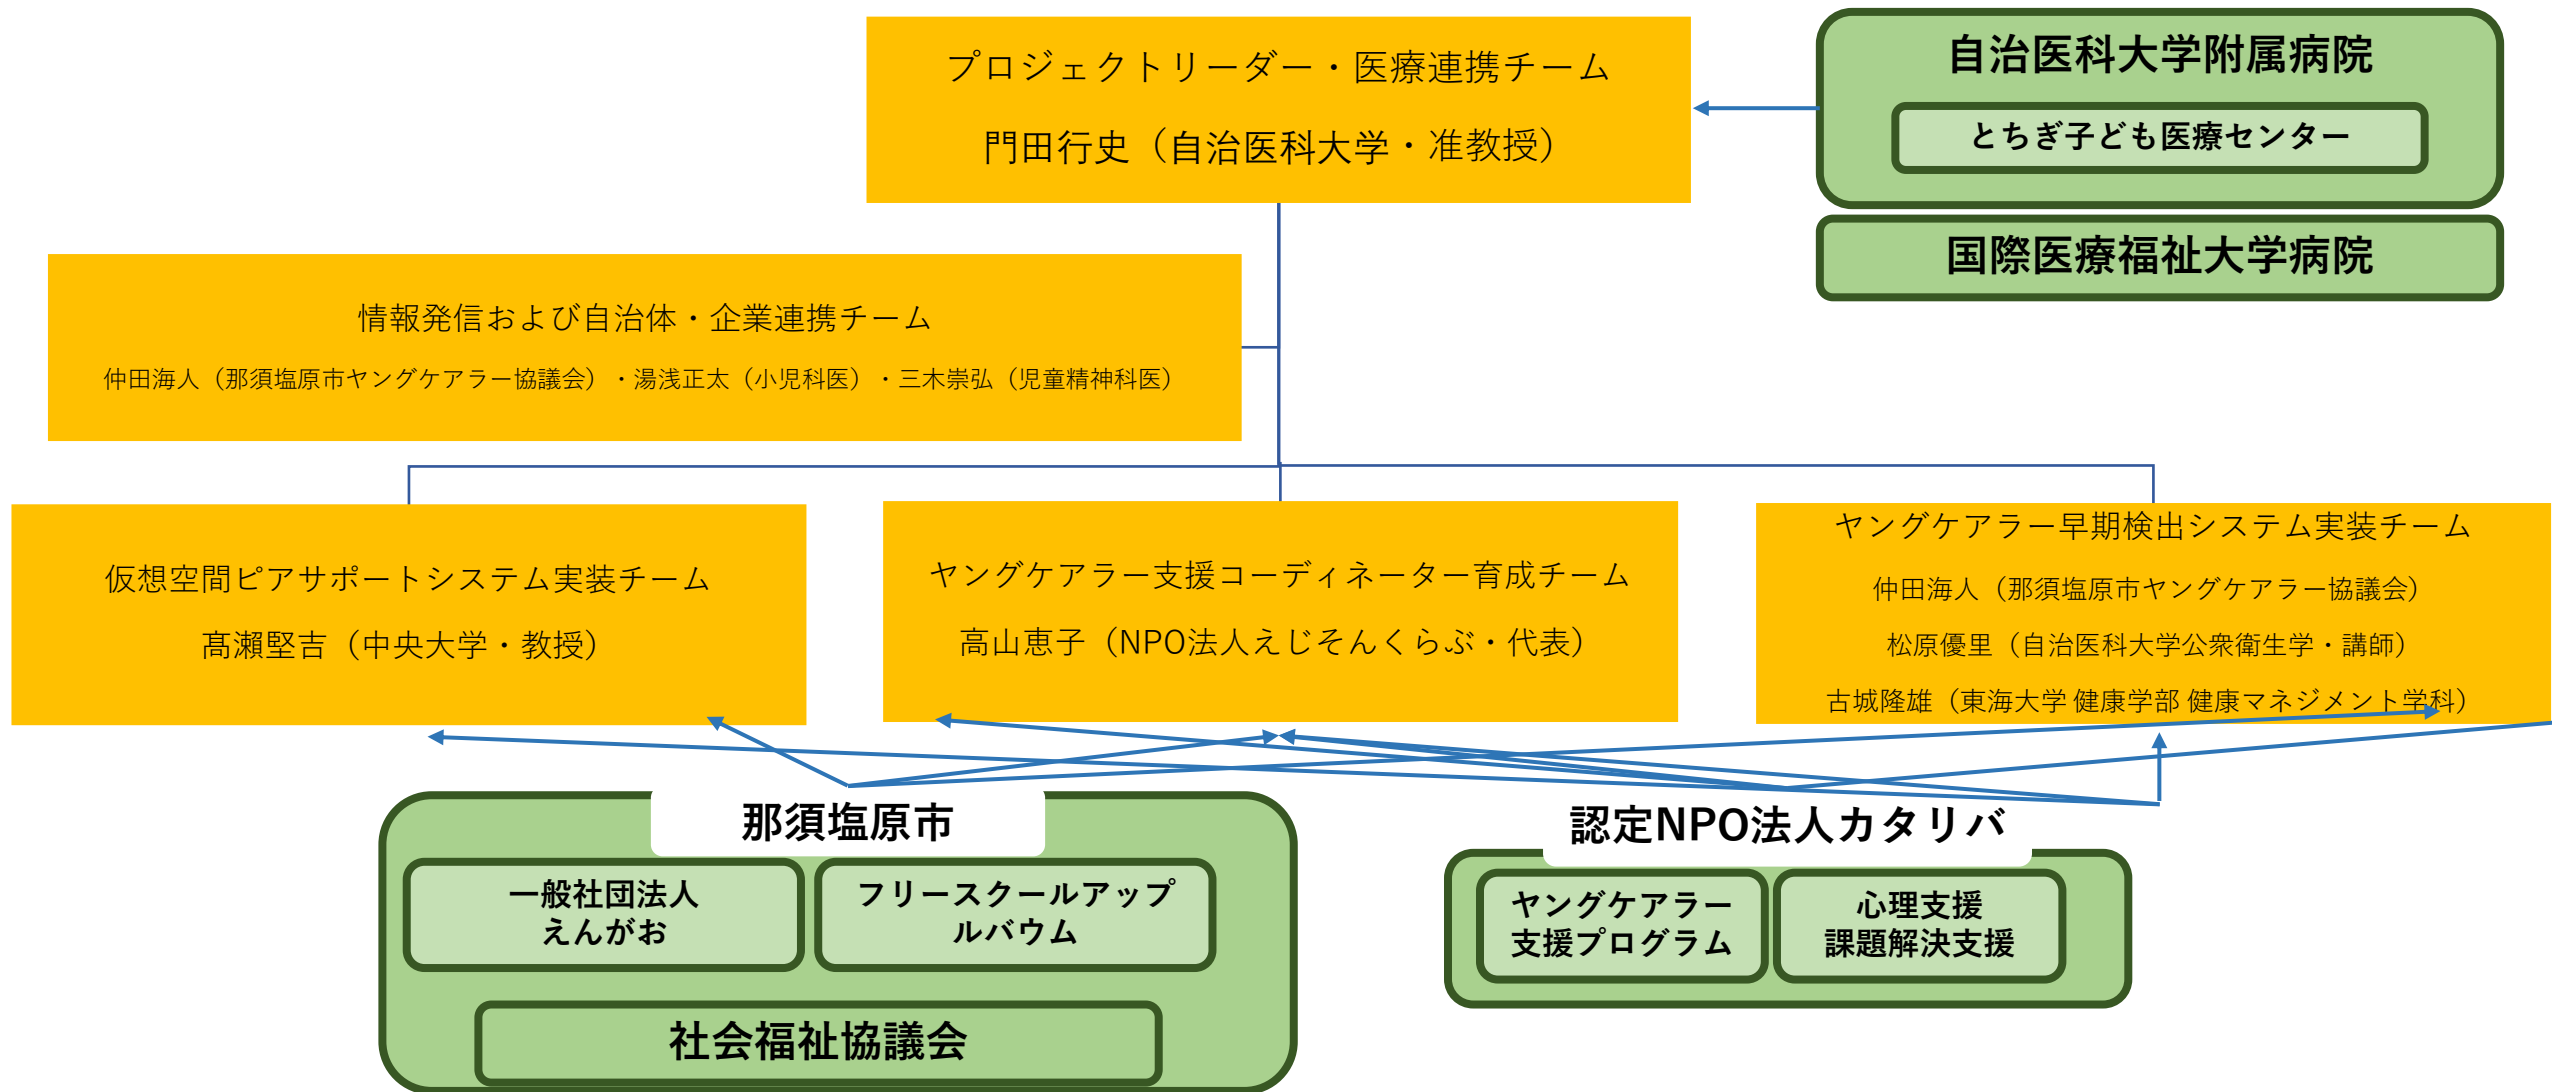 プロジェクトリーダー・医療連携チーム
門田行史（自治医科大学・准教授）
自治医科大学附属病院
とちぎ子ども医療センター
国際医療福祉大学病院
情報発信および自治体・企業連携チーム
仲田海人（那須塩原市ヤングケアラー協議会）・湯浅正太（小児科医）・三木崇弘（児童精神科医）
仮想空間ピアサポートシステム実装チーム
髙瀬堅吉（中央大学・教授）
ヤングケアラー支援コーディネーター育成チーム
高山恵子（NPO法人えじそんくらぶ・代表）
ヤングケアラー早期検出システム実装チーム
仲田海人（那須塩原市ヤングケアラー協議会）
松原優里（自治医科大学公衆衛生学・講師）
古城隆雄（東海大学 健康学部 健康マネジメント学科）
那須塩原市
一般社団法人
えんがお
フリースクールアップ
ルバウム
社会福祉協議会
認定NPO法人カタリバ
ヤングケアラー
支援プログラム
心理支援
課題解決支援